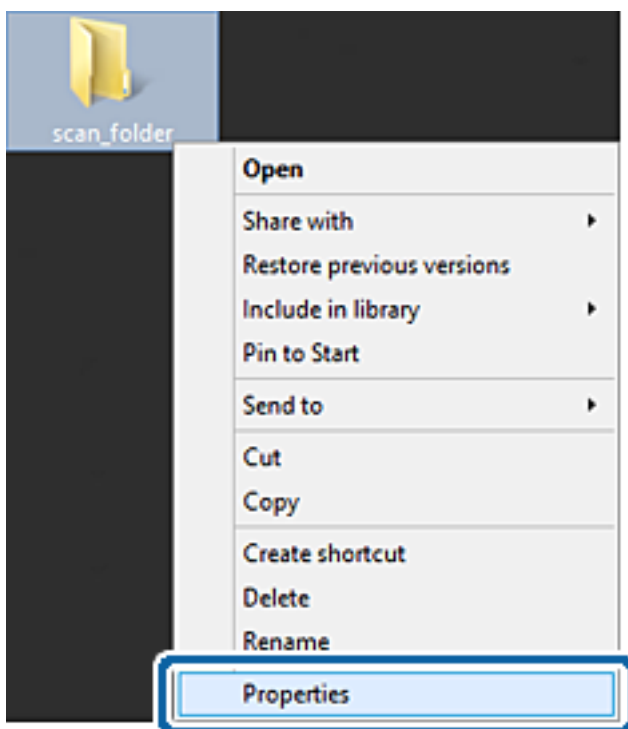 scan_folder
Open
Share with
Restore previous versions
Include in library
Pin to Start
Send to
Cut
Copy
Create shortcut
Delete
Rename
Properties